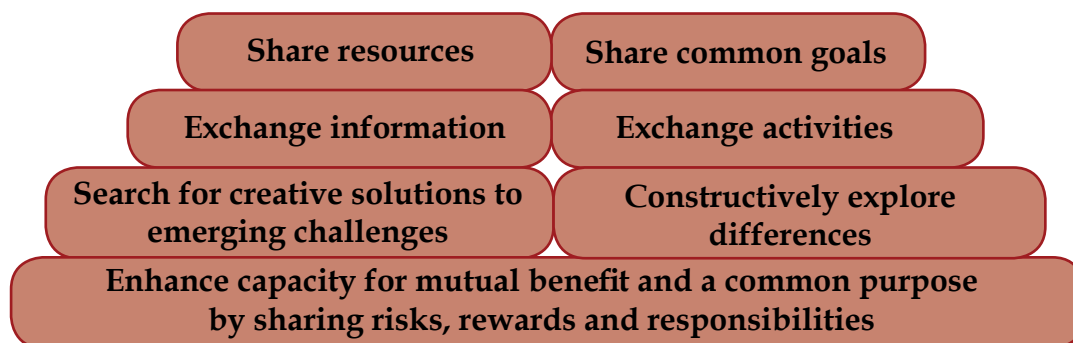 Share resources
Share common goals
Exchange information
Exchange activities
Search for creative solutions to
emerging challenges
Constructively explore
differences
Enhance capacity for mutual benefit and a common purpose
by sharing risks, rewards and responsibilities